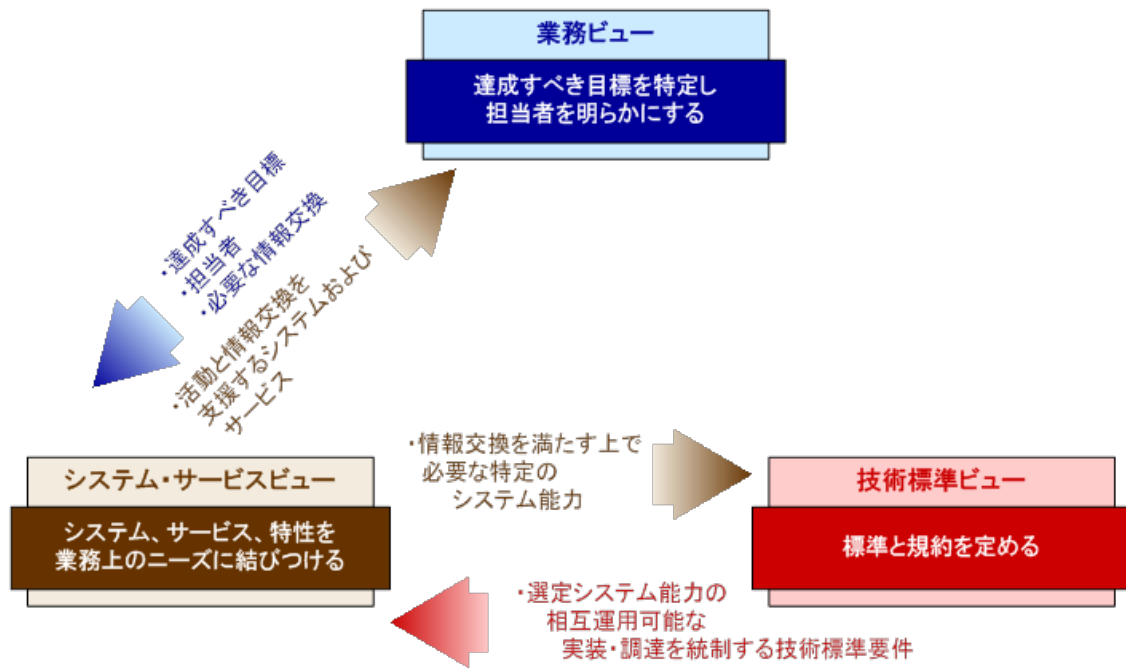 業務ビュー
達成すべき目標を特定し
担当者を明らかにする
・達成すべき目標
・担当者
・必要な情報交換
・活動と情報交換を
支援するシステムおよび
サービス
・情報交換を満たす上で
必要な特定の
システム能力
システム・サービスビュー
システム、サービス、特性を
業務上のニーズに結びつける
技術標準ビュー
標準と規約を定める
・選定システム能力の
相互運用可能な
実装・調達を統制する技術標準要件